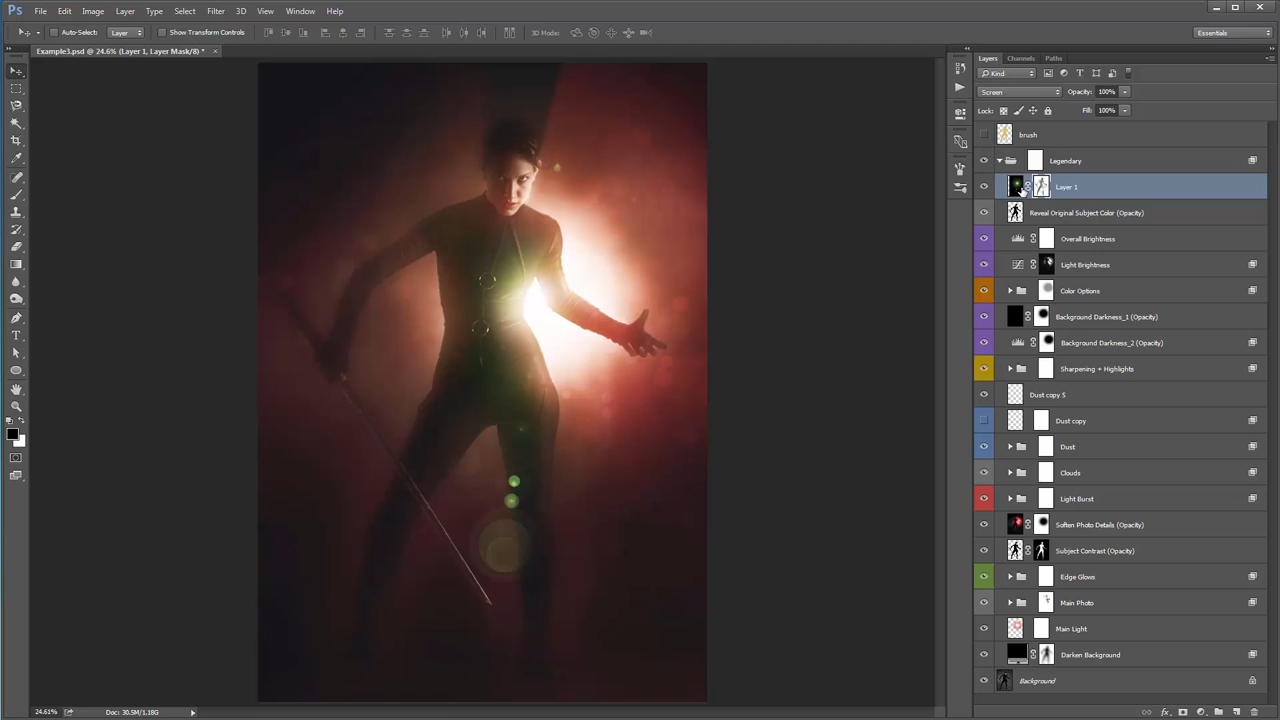 Ps File Edit Image Layer Type Select Filter 3D View Window Help
Auto-Select: Layer Show Transform Controls 3D Mode: Essentials
Example3.psd @ 24.6% (Layer 1, Layer Mask/8) *
Layers Channels Paths
Kind
Screen Opacity: 100%
Lock: Fill: 100%
brush
Legendary
Layer 1
Reveal Original Subject Color (Opacity)
Overall Brightness
Light Brightness
Color Options
Background Darkness_1 (Opacity)
Background Darkness_2 (Opacity)
Sharpening + Highlights
Dust copy 5
Dust copy
Dust
Clouds
Light Burst
Soften Photo Details (Opacity)
Subject Contrast (Opacity)
Edge Glows
Main Photo
Main Light
Darken Background
Background
24.61% Doc: 30.5M/1.18G